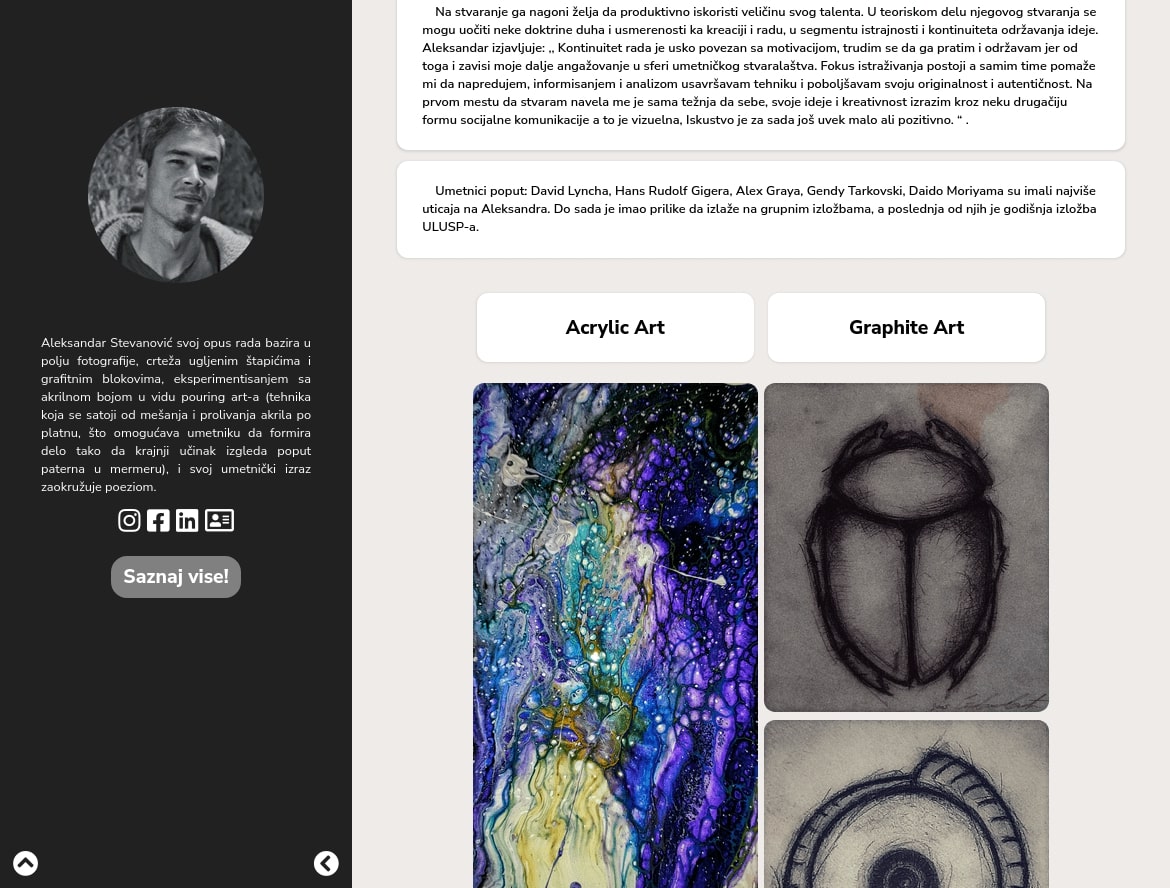 Na stvaranje ga nagoni želja da produktivno iskoristi veličinu svog talenta. U teoriskom delu njegovog stvaranja se
mogu uočiti neke doktrine duha i usmerenosti ka kreaciji i radu, u segmentu istrajnosti i kontinuiteta održavanja ideje.
Aleksandar izjavljuje: ,, Kontinuitet rada je usko povezan sa motivacijom, trudim se da ga pratim i održavam jer od
toga i zavisi moje dalje angažovanje u sferi umetničkog stvaralaštva. Fokus istraživanja postoji a samim time pomaže
mi da napredujem, informisanjem i analizom usavršavam tehniku i poboljšavam svoju originalnost i autentičnost. Na
prvom mestu da stvaram navela me je sama težnja da sebe, svoje ideje i kreativnost izrazim kroz neku drugačiju
formu socijalne komunikacije a to je vizuelna, Iskustvo je za sada još uvek malo ali pozitivno. “ .
Umetnici poput: David Lyncha, Hans Rudolf Gigera, Alex Graya, Gendy Tarkovski, Daido Moriyama su imali najviše
uticaja na Aleksandra. Do sada je imao prilike da izlaže na grupnim izložbama, a poslednja od njih je godišnja izložba
ULUSP-a.
Acrylic Art
Graphite Art
Aleksandar Stevanović svoj opus rada bazira u
polju fotografije, crteža ugljenim štapićima i
grafitnim blokovima, eksperimentisanjem sa
akrilnom bojom u vidu pouring art-a (tehnika
koja se satoji od mešanja i prolivanja akrila po
platnu, što omogućava umetniku da formira
delo tako da krajnji učinak izgleda poput
paterna u mermeru), i svoj umetnički izraz
zaokružuje poeziom.
Saznaj vise!